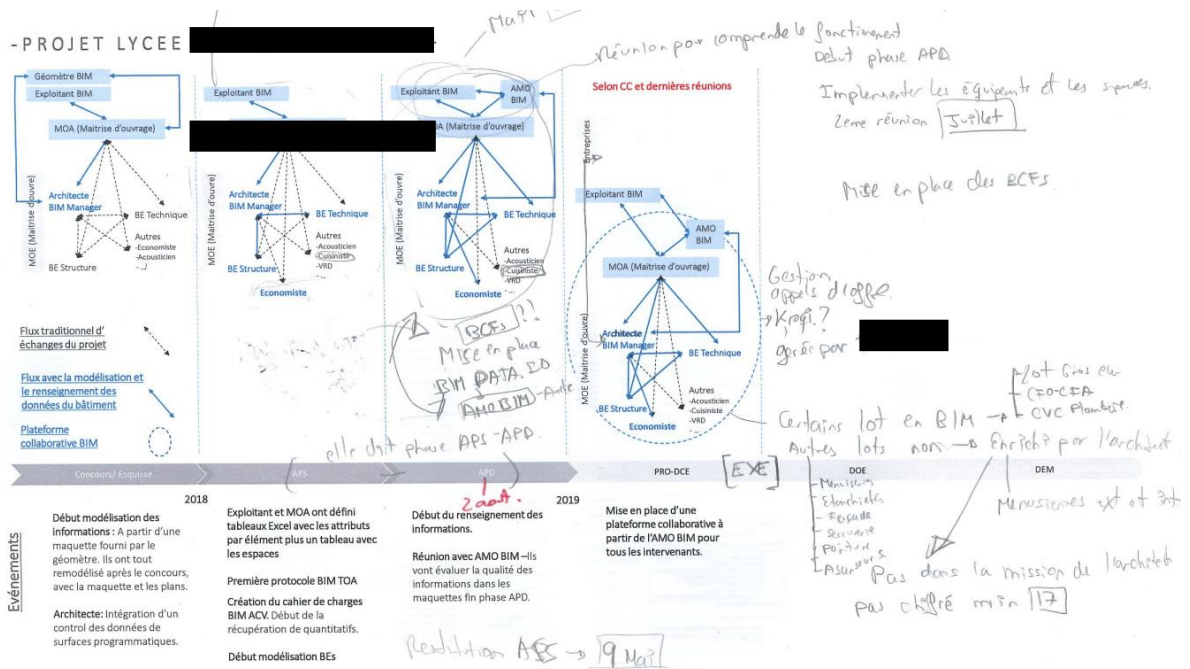 -PROJET LYCEE
Mail
Réunion pour comprende le fonctionnement
Debut phase APD
Implementer les équipements et les espaces.
2eme réunion Juillet
Mise en place des BCFs.
Géomètre BIM
Exploitant BIM
MOA (Maitrise d'ouvrage)
MOE (Maitrise d'ouvre)
Architecte
BIM Manager
BE Technique
Autres
-Economiste
-Acousticien
BE Structure
Exploitant BIM
Architecte
BIM Manager
BE Technique
Autres
-Acousticien
-Cuisiniste
-VRD
-...
BE Structure
Economiste
Exploitant BIM
AMO
BIM
MOA (Maitrise d'ouvrage)
MOE (Maitrise d'ouvre)
Architecte
BIM Manager
BE Technique
Autres
-Acousticien
-Cuisiniste
-VRD
-...
BE Structure
Economiste
Selon CC et dernières réunions
Entreprises
Exploitant BIM
AMO
BIM
MOA (Maitrise d'ouvrage)
MOE (Maitrise d'ouvre)
Architecte
BIM Manager
BE Technique
Autres
-Acousticien
-Cuisiniste
-VRD
-...
BE Structure
Economiste
Gestion
appels d'offre
gerée par
BCFs ??
Mise en place
BIM DATA.IO
AMO BIM
elle doit phase APS-APD
Flux traditionnel d'
échanges du projet
Flux avec la modélisation et
le renseignement des
données du bâtiment
Plateforme
collaborative BIM
Certains lot en BIM
lot Gros
CFO-CFA
CVC Plomberie.
Autres lots non
Enrichi par l'architect
Concours/ Esquisse
APS
APD
PRO-DCE
[EXE]
DOE
DEM
2018
2 aout.
2019
-Menuiseries
-Etancheites
-Façade
-Serrurerie
-Peinture
-Ascenseurs
Menuiseries ext et int.
Pas dans la mission de l'architecte
pas chiffré min 17
Evénements
Début modélisation des
informations : A partir d'une
maquette fourni par le
géomètre. Ils ont tout
remodélisé après le concours,
avec la maquette et les plans.
Architecte: Intégration d'un
control des données de
surfaces programmatiques.
Exploitant et MOA ont défini
tableaux Excel avec les attributs
par élément plus un tableau avec
les espaces
Première protocole BIM TOA
Création du cahier de charges
BIM ACV. Début de la
récupération de quantitatifs.
Début modélisation BEs
Début du renseignement des
informations.
Réunion avec AMO BIM –Ils
vont évaluer la qualité des
informations dans les
maquettes fin phase APD.
Restitution APS → 9 Mai
Mise en place d'une
plateforme collaborative à
partir de l'AMO BIM pour
tous les intervenants.